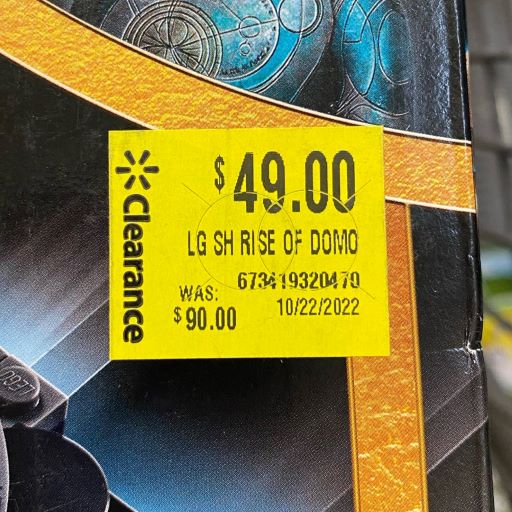 Clearance
$49.00
LG SH RISE OF DOMO
673419320470
WAS:
$90.00
10/22/2022